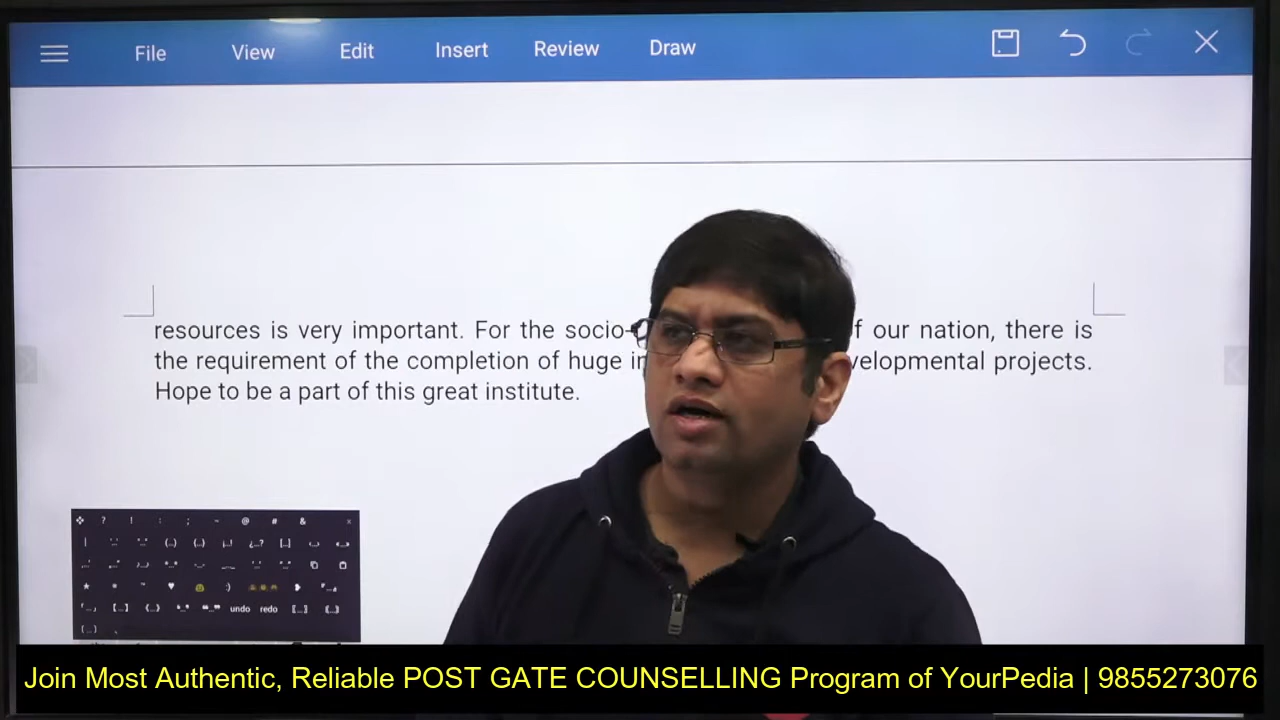 File View Edit Insert Review Draw
resources is very important. For the socio- f our nation, there is
the requirement of the completion of huge in velopmental projects.
Hope to be a part of this great institute.
undo redo
Join Most Authentic, Reliable POST GATE COUNSELLING Program of YourPedia | 9855273076